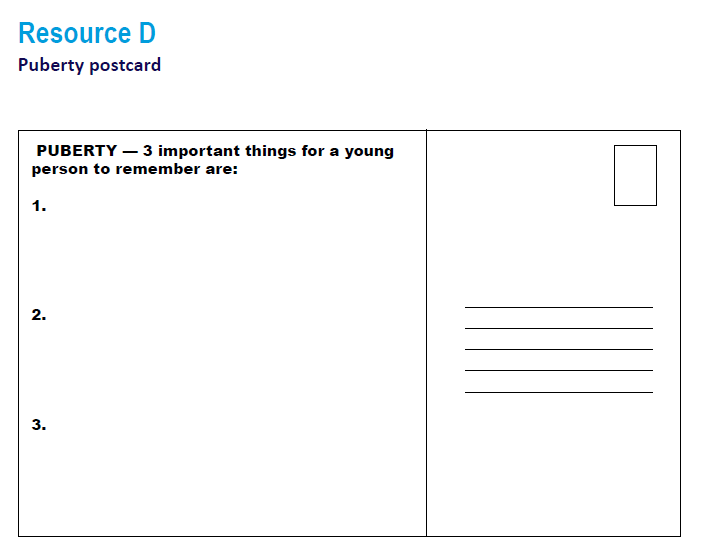 Resource D
Puberty postcard
PUBERTY — 3 important things for a young
person to remember are:
1.
2.
3.